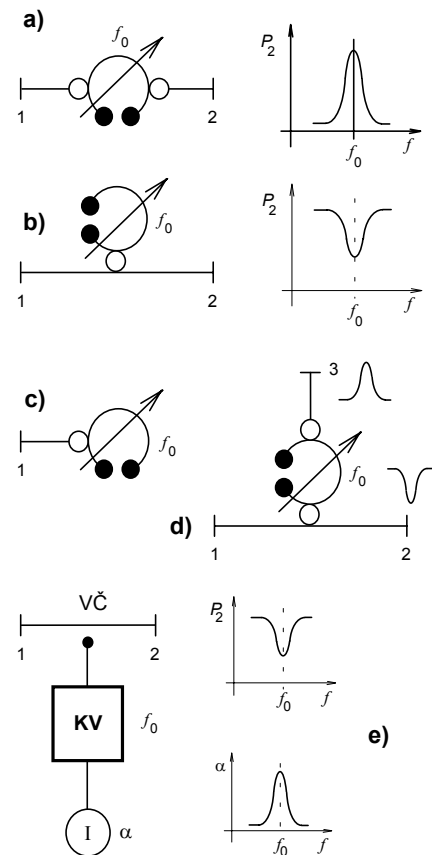 a)
f₀
1
2
P₂
f₀
f
b)
f₀
1
2
P₂
f₀
f
c)
f₀
1
d)
3
f₀
1
2
VČ
1
2
KV
f₀
I
α
P₂
f₀
f
e)
α
f₀
f